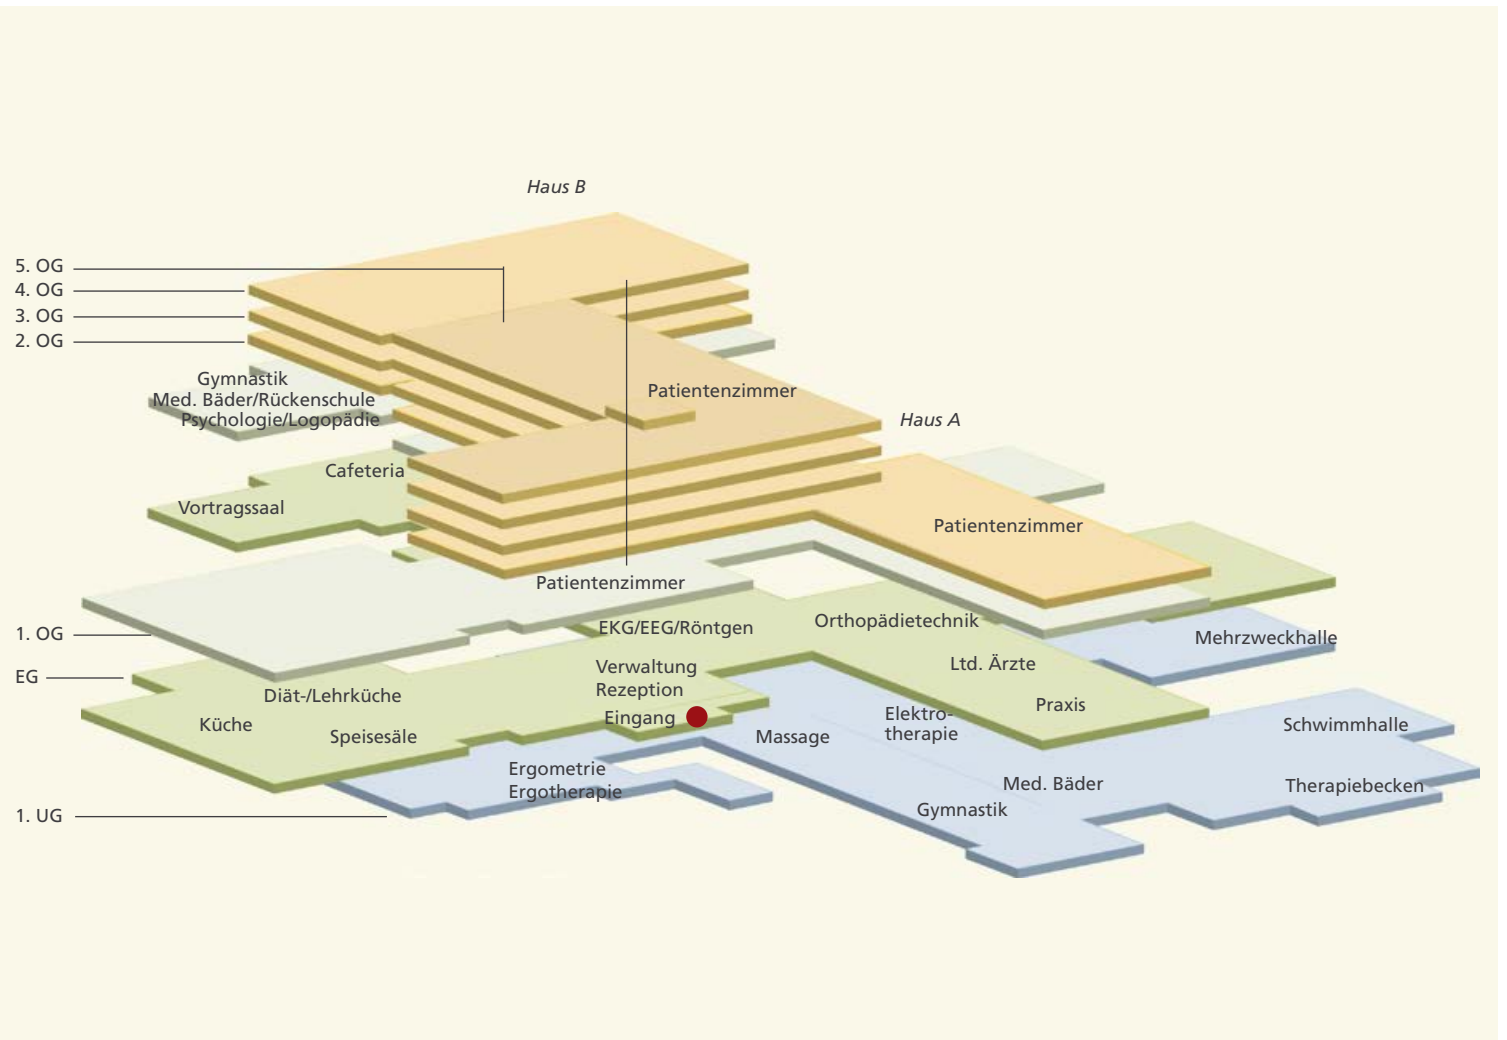 Haus B
5. OG
4. OG
3. OG
2. OG
Gymnastik
Med. Bäder/Rückenschule
Psychologie/Logopädie
Patientenzimmer
Haus A
Cafeteria
Vortragssaal
Patientenzimmer
Patientenzimmer
1. OG
EKG/EEG/Röntgen
Orthopädietechnik
Mehrzweckhalle
EG
Verwaltung
Rezeption
Ltd. Ärzte
Diät-/Lehrküche
Eingang
Praxis
Küche
Speisesäle
Massage
Elektro-
therapie
Schwimmhalle
Ergometrie
Ergotherapie
Med. Bäder
Therapiebecken
Gymnastik
1. UG